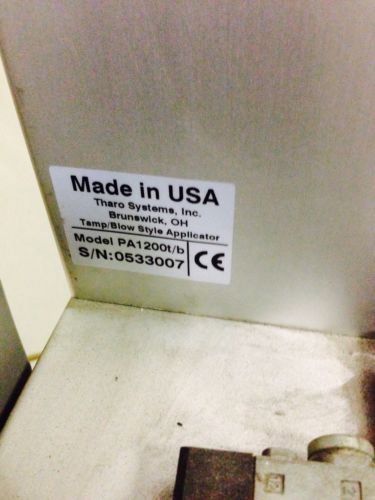 Made in USA
Tharo Systems, Inc.
Brunswick, OH
Tamp/Blow Style Applicator
Model PA1200t/b
S/N:0533007
CE